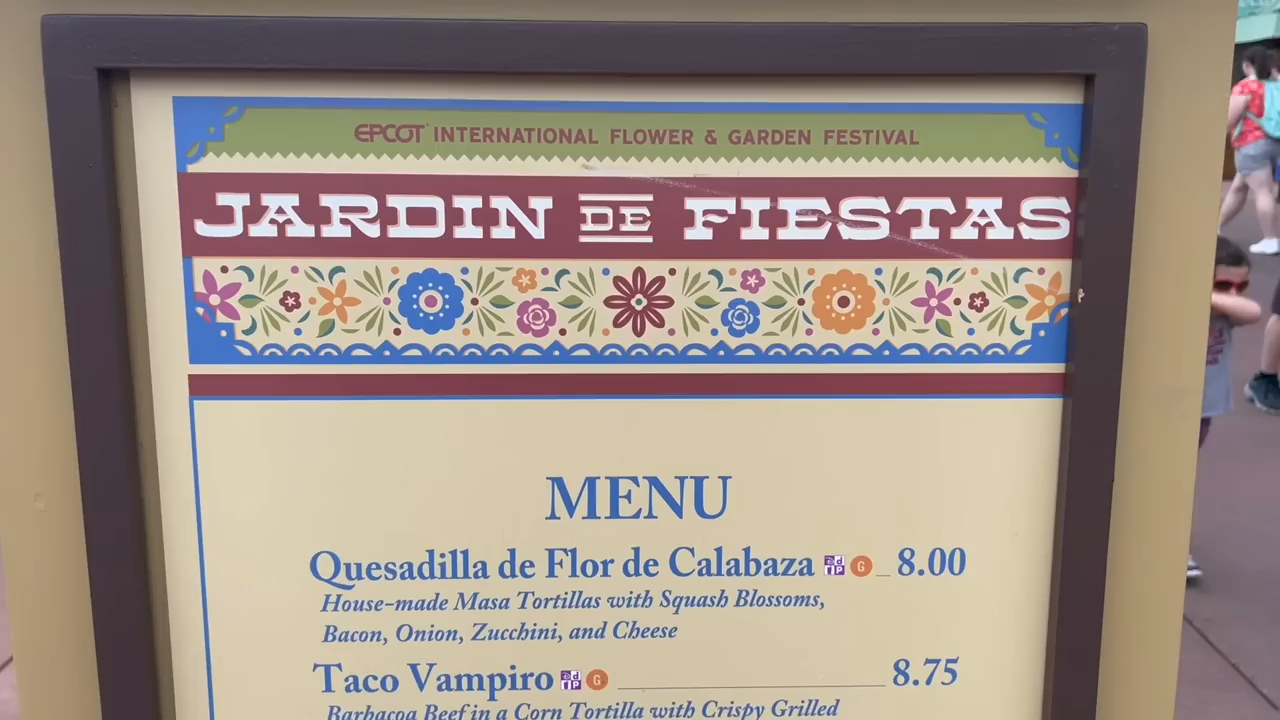 EPCOT INTERNATIONAL FLOWER & GARDEN FESTIVAL
JARDIN DE FIESTAS
MENU
Quesadilla de Flor de Calabaza edip G 8.00
House-made Masa Tortillas with Squash Blossoms,
Bacon, Onion, Zucchini, and Cheese
Taco Vampiro edip G 8.75
Barbacoa Beef in a Corn Tortilla with Crispy Grilled